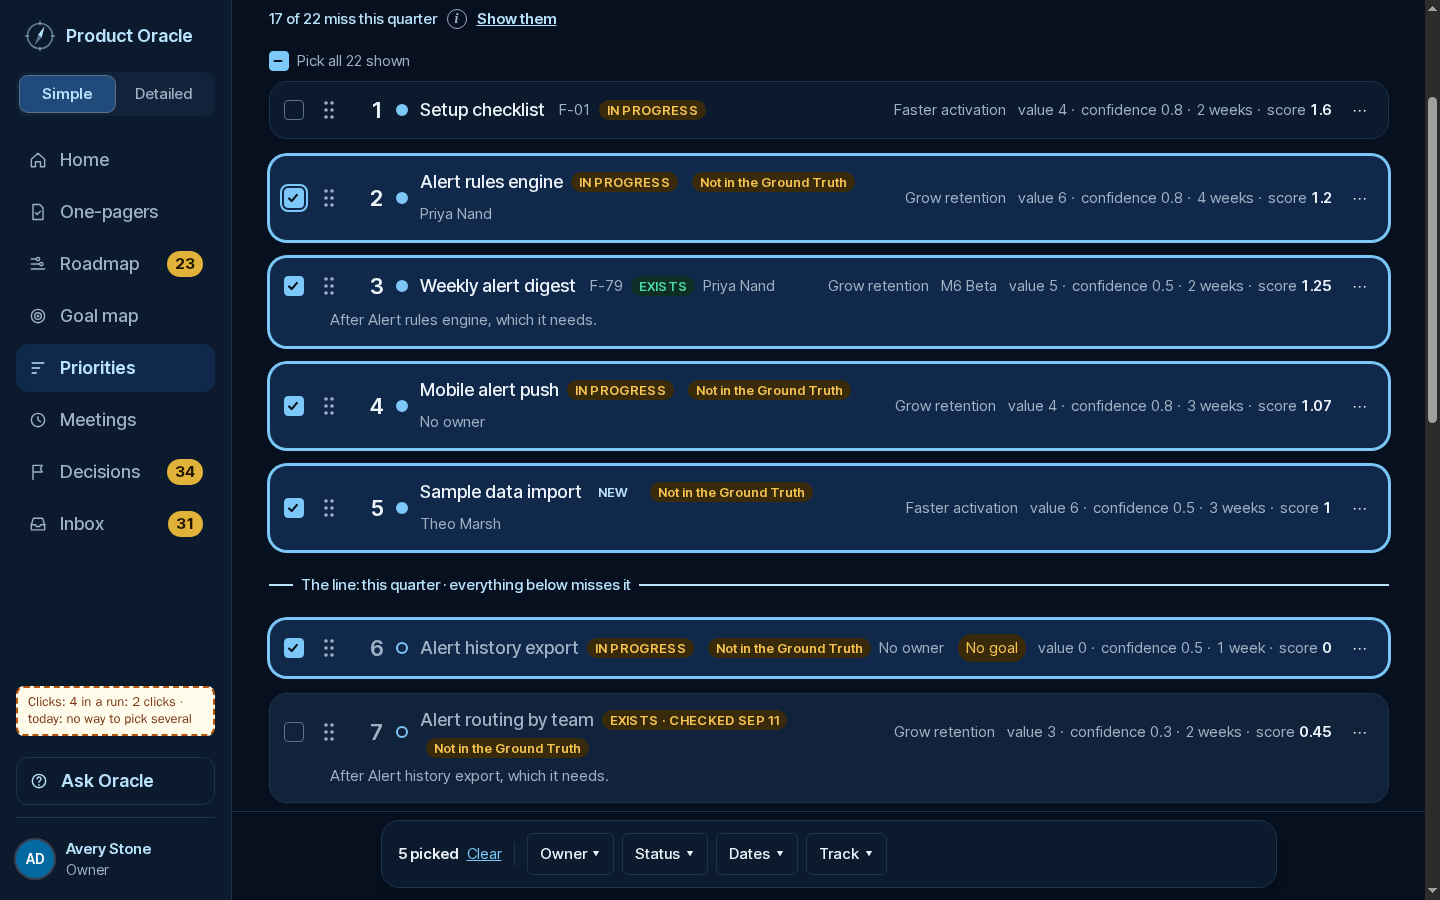 Product Oracle
Simple
Detailed
Home
One-pagers
Roadmap 23
Goal map
Priorities
Meetings
Decisions 34
Inbox 31
Clicks: 4 in a run: 2 clicks ·
today: no way to pick several
Ask Oracle
AD
Avery Stone
Owner
17 of 22 miss this quarter i Show them
Pick all 22 shown
1 Setup checklist F-01 IN PROGRESS Faster activation value 4 · confidence 0.8 · 2 weeks · score 1.6 ...
2 Alert rules engine IN PROGRESS Not in the Ground Truth
Priya Nand
Grow retention value 6 · confidence 0.8 · 4 weeks · score 1.2 ...
3 Weekly alert digest F-79 EXISTS Priya Nand Grow retention M6 Beta value 5 · confidence 0.5 · 2 weeks · score 1.25 ...
After Alert rules engine, which it needs.
4 Mobile alert push IN PROGRESS Not in the Ground Truth
No owner
Grow retention value 4 · confidence 0.8 · 3 weeks · score 1.07 ...
5 Sample data import NEW Not in the Ground Truth
Theo Marsh
Faster activation value 6 · confidence 0.5 · 3 weeks · score 1 ...
The line: this quarter · everything below misses it
6 Alert history export IN PROGRESS Not in the Ground Truth No owner No goal value 0 · confidence 0.5 · 1 week · score 0 ...
7 Alert routing by team EXISTS · CHECKED SEP 11
Not in the Ground Truth
Grow retention value 3 · confidence 0.3 · 2 weeks · score 0.45 ...
After Alert history export, which it needs.
5 picked Clear Owner ▾ Status ▾ Dates ▾ Track ▾